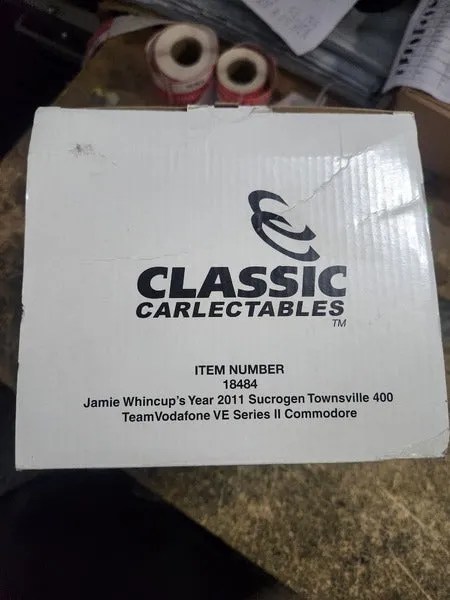 CLASSIC
CARLECTABLES
TM
ITEM NUMBER
18484
Jamie Whincup's Year 2011 Sucrogen Townsville 400
TeamVodafone VE Series II Commodore